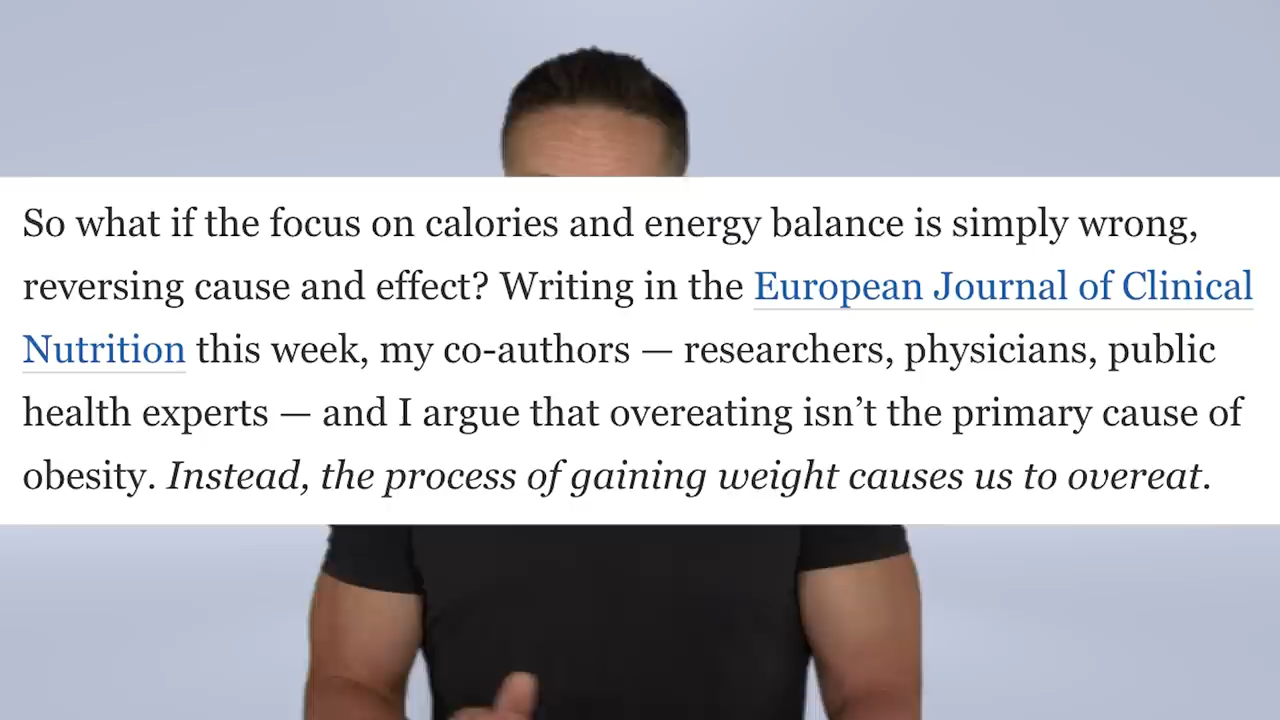 So what if the focus on calories and energy balance is simply wrong,
reversing cause and effect? Writing in the European Journal of Clinical
Nutrition this week, my co-authors — researchers, physicians, public
health experts — and I argue that overeating isn’t the primary cause of
obesity. Instead, the process of gaining weight causes us to overeat.